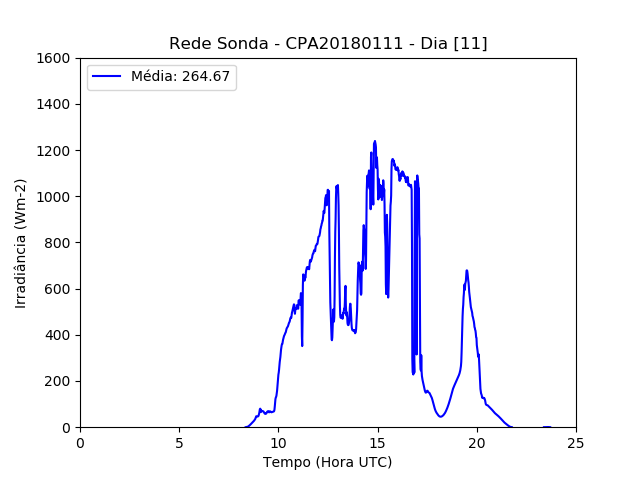 Rede Sonda - CPA20180111 - Dia [11]
Média: 264.67
1600
1400
1200
1000
800
600
400
200
0
Irradiância (Wm-2)
0 5 10 15 20 25
Tempo (Hora UTC)